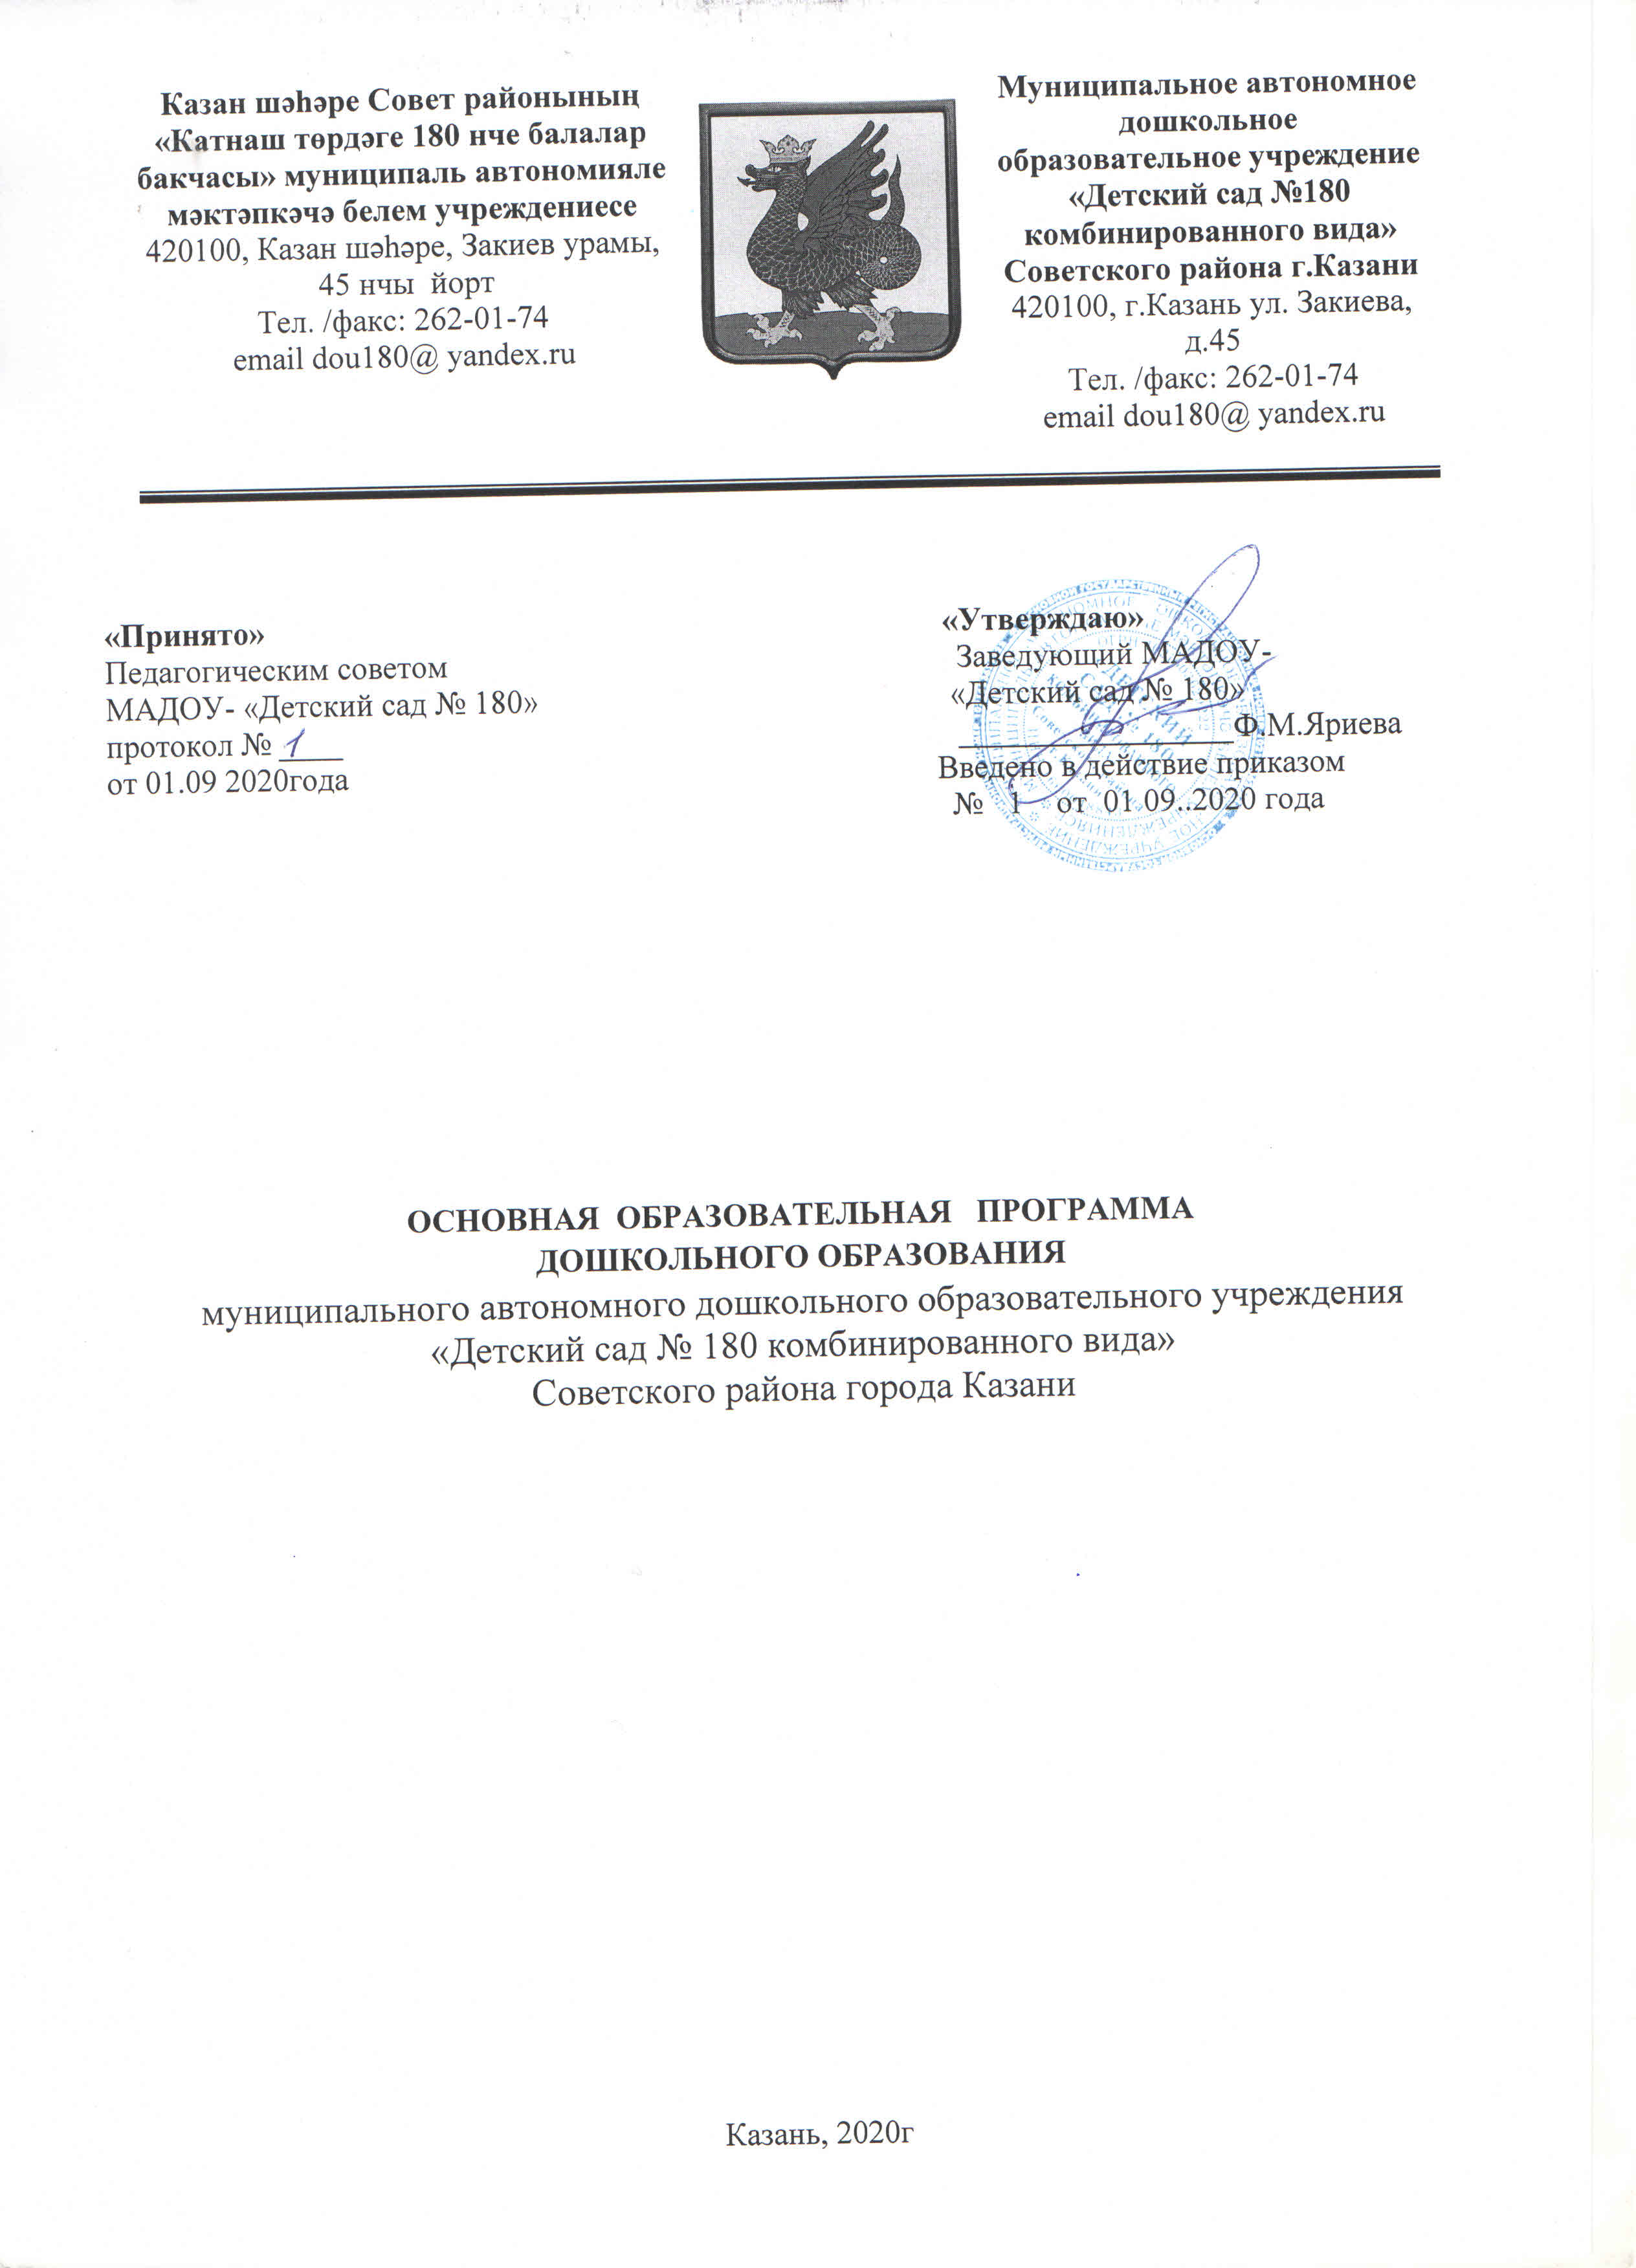 Казан шәһәре Совет районының
«Катнаш төрдәге 180 нче балалар
бакчасы» муниципаль автономияле
мәктәпкәчә белем учреждениесе
420100, Казан шәһәре, Закиев урамы,
45 нчы йорт
Тел. /факс: 262-01-74
email dou180@ yandex.ru
Муниципальное автономное
дошкольное
образовательное учреждение
«Детский сад №180
комбинированного вида»
Советского района г.Казани
420100, г.Казань ул. Закиева,
д.45
Тел. /факс: 262-01-74
email dou180@ yandex.ru
«Принято»
Педагогическим советом
МАДОУ- «Детский сад № 180»
протокол № 1
от 01.09 2020года
«Утверждаю»
Заведующий МАДОУ-
«Детский сад № 180»
Ф.М.Яриева
Введено в действие приказом
№ 1 от 01 09..2020 года
ОСНОВНАЯ ОБРАЗОВАТЕЛЬНАЯ ПРОГРАММА
ДОШКОЛЬНОГО ОБРАЗОВАНИЯ
муниципального автономного дошкольного образовательного учреждения
«Детский сад № 180 комбинированного вида»
Советского района города Казани
Казань, 2020г